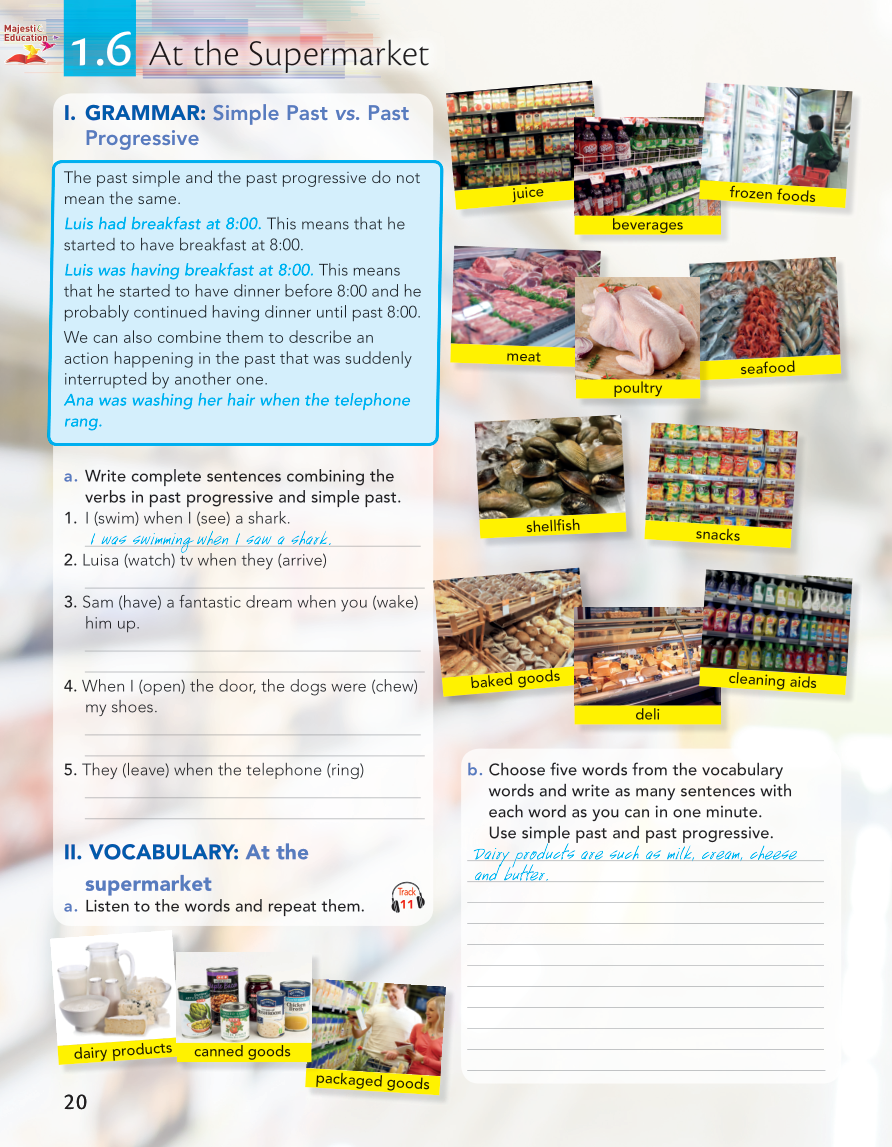 Majestic
Education
1.6 At the Supermarket
I. GRAMMAR: Simple Past vs. Past
Progressive
The past simple and the past progressive do not
mean the same.
Luis had breakfast at 8:00. This means that he
started to have breakfast at 8:00.
Luis was having breakfast at 8:00. This means
that he started to have dinner before 8:00 and he
probably continued having dinner until past 8:00.
We can also combine them to describe an
action happening in the past that was suddenly
interrupted by another one.
Ana was washing her hair when the telephone
rang.
a. Write complete sentences combining the
verbs in past progressive and simple past.
1. I (swim) when I (see) a shark.
I was swimming when I saw a shark.
2. Luisa (watch) tv when they (arrive)
3. Sam (have) a fantastic dream when you (wake)
him up.
4. When I (open) the door, the dogs were (chew)
my shoes.
5. They (leave) when the telephone (ring)
II. VOCABULARY: At the
supermarket
a. Listen to the words and repeat them.
Track
11
dairy products
canned goods
packaged goods
juice
beverages
frozen foods
meat
poultry
seafood
shellfish
snacks
baked goods
deli
cleaning aids
b. Choose five words from the vocabulary
words and write as many sentences with
each word as you can in one minute.
Use simple past and past progressive.
Dairy products are such as milk, cream, cheese
and butter.
20